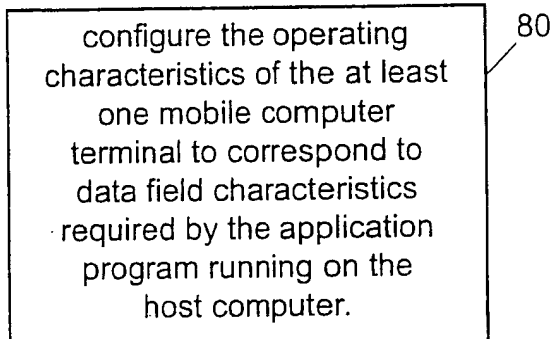 configure the operating
characteristics of the at least
one mobile computer
terminal to correspond to
data field characteristics
required by the application
program running on the
host computer.
80